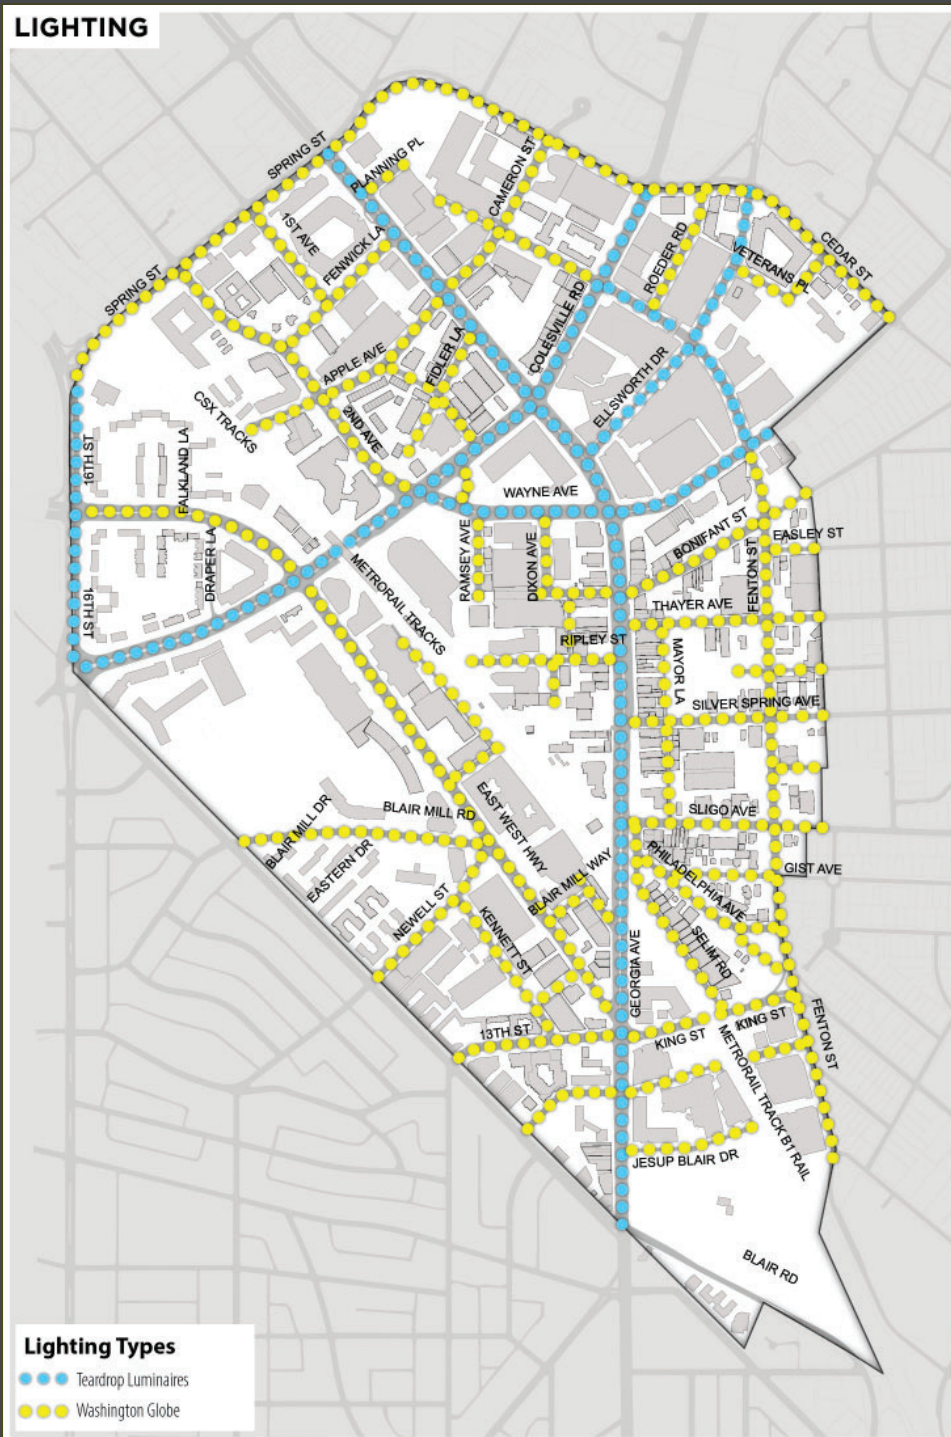 LIGHTING
SPRING ST
PLANNING PL
CAMERON ST
1ST AVE
FENWICK LA
ROEDER RD
CEDAR ST
VETERANS PL
SPRING ST
COLESVILLE RD
FIDLER LA
APPLE AVE
ELLSWORTH DR
CSX TRACKS
2ND AVE
16TH ST
FALKLAND LA
WAYNE AVE
BONIFANT ST
EASLEY ST
RAMSEY AVE
DIXON AVE
FENTON ST
DRAPER LA
METRORAIL TRACKS
16TH ST
THAYER AVE
RIPLEY ST
MAYOR LA
SILVER SPRING AVE
BLAIR MILL DR
BLAIR MILL RD
EAST WEST HWY
SLIGO AVE
EASTERN DR
BLAIR MILL WAY
PHILADELPHIA AVE
GIST AVE
NEWELL ST
KENNETT ST
SELIM RD
GEORGIA AVE
13TH ST
KING ST
KING ST
FENTON ST
METRORAIL TRACK B1 RAIL
JESUP BLAIR DR
BLAIR RD
Lighting Types
Teardrop Luminaires
Washington Globe